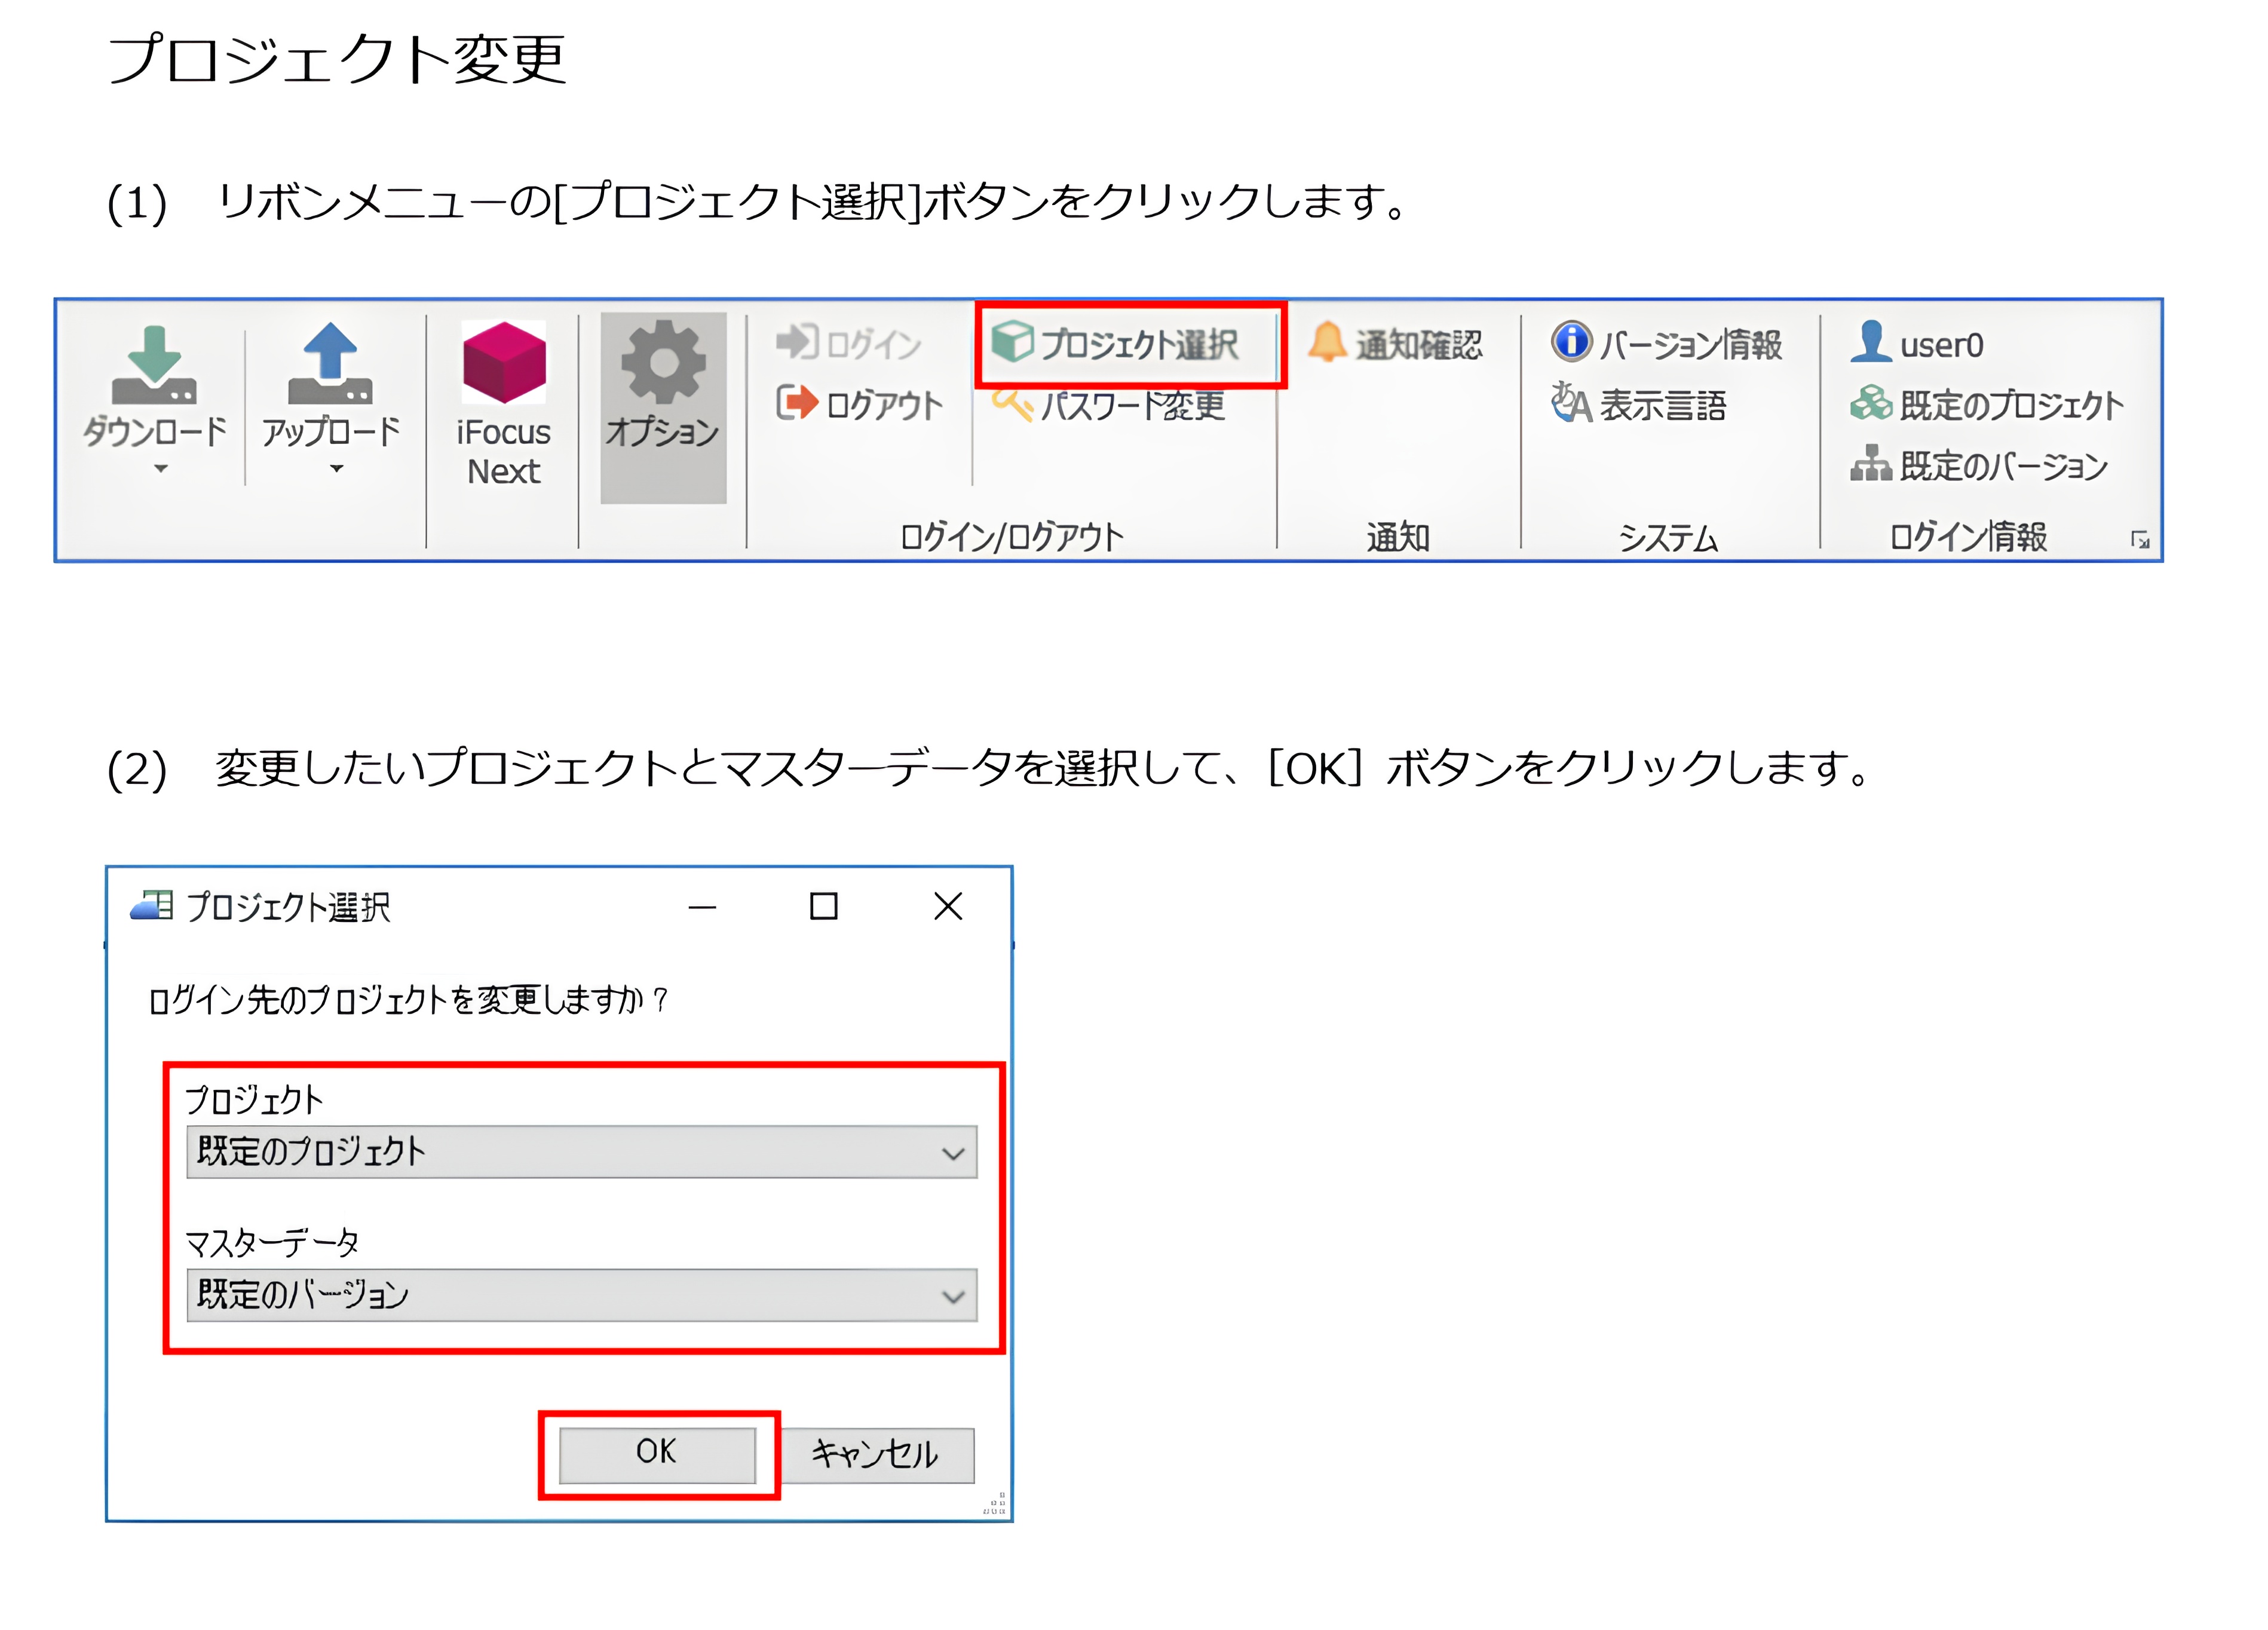 プロジェクト変更
(1) リボンメニューの[プロジェクト選択]ボタンをクリックします。
ダウンロード
アップロード
iFocus
Next
オプション
ログイン
ログアウト
プロジェクト選択
パスワード変更
ログイン/ログアウト
通知確認
通知
バージョン情報
表示言語
システム
user0
既定のプロジェクト
既定のバージョン
ログイン情報
(2) 変更したいプロジェクトとマスターデータを選択して、[OK] ボタンをクリックします。
プロジェクト選択
ログイン先のプロジェクトを変更しますか？
プロジェクト
既定のプロジェクト
マスターデータ
既定のバージョン
OK
キャンセル